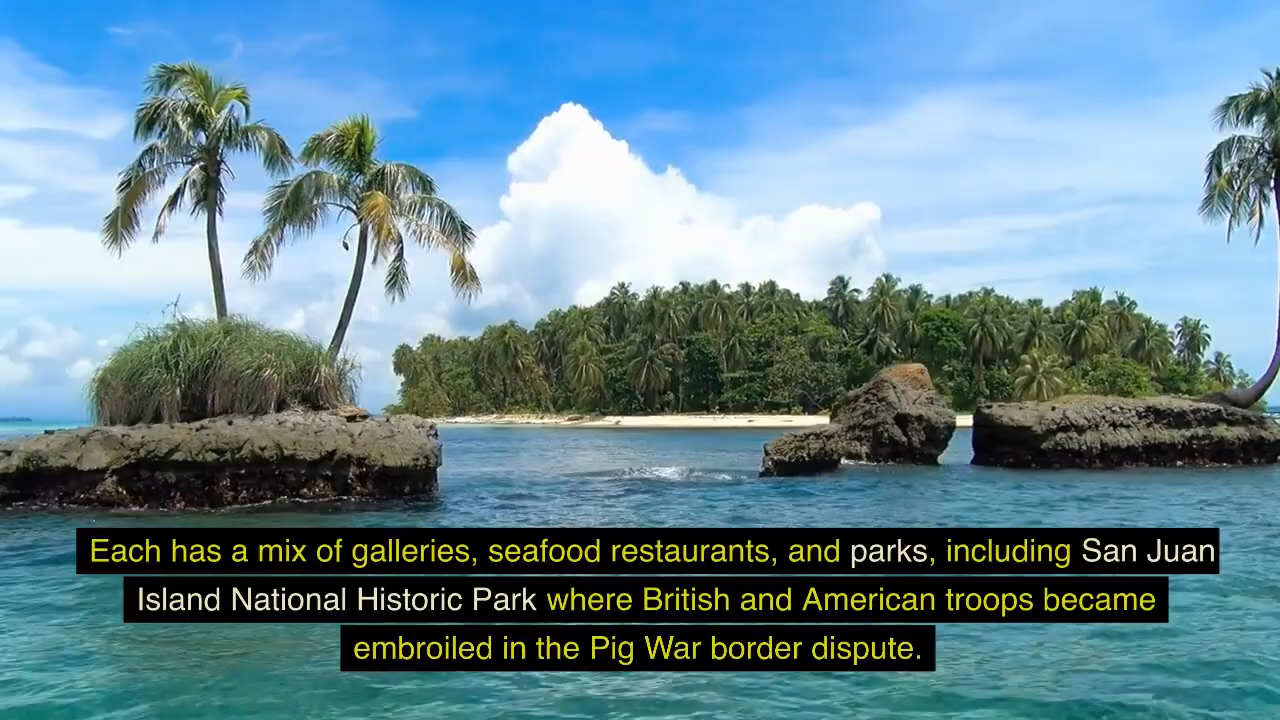 Each has a mix of galleries, seafood restaurants, and parks, including San Juan
Island National Historic Park where British and American troops became
embroiled in the Pig War border dispute.